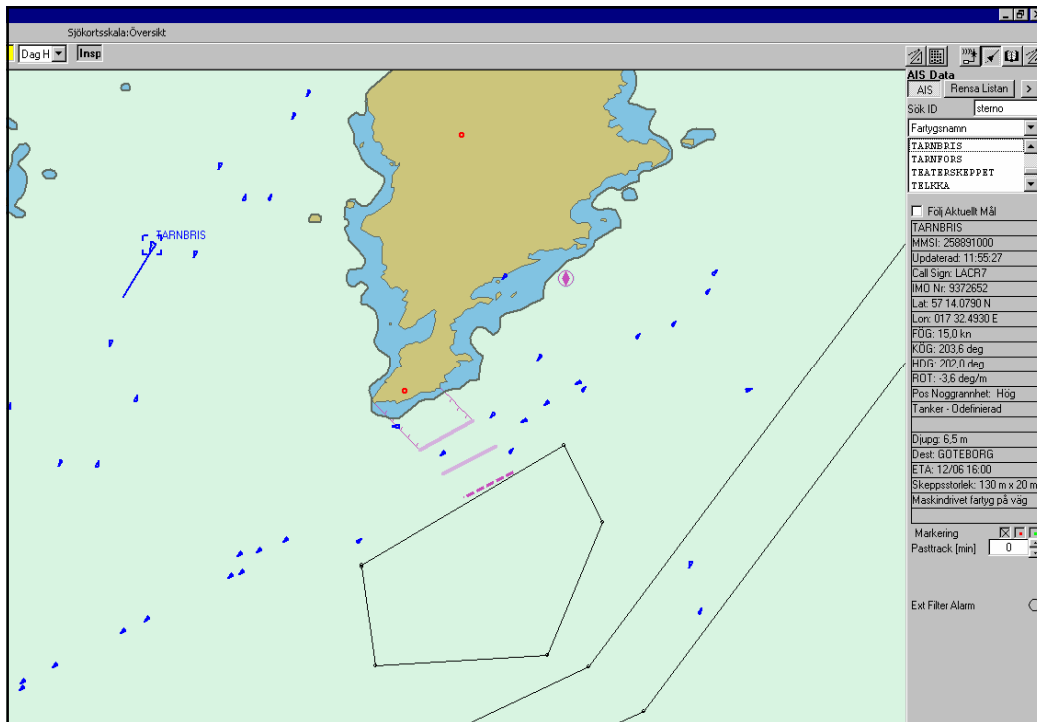 Sjökortsskala:Översikt
Dag H
Insp
TARNBRIS
AIS Data
AIS
Rensa Listan
>
Sök ID
sterno
Fartygsnamn
TARNBRIS
TARNFORS
TEATERSKEPPET
TELKKA
Följ Aktuellt Mål
TARNBRIS
MMSI: 258891000
Updaterad: 11:55:27
Call Sign: LACR7
IMO Nr: 9372652
Lat: 57 14.0790 N
Lon: 017 32.4930 E
FÖG: 15,0 kn
KÖG: 203,6 deg
HDG: 202,0 deg
ROT: -3,6 deg/m
Pos Noggrannhet: Hög
Tanker - Odefinierad
Djupg: 6,5 m
Dest: GOTEBORG
ETA: 12/06 16:00
Skeppsstorlek: 130 m x 20 m
Maskindrivet fartyg på väg
Markering
Pasttrack [min]
0
Ext Filter Alarm